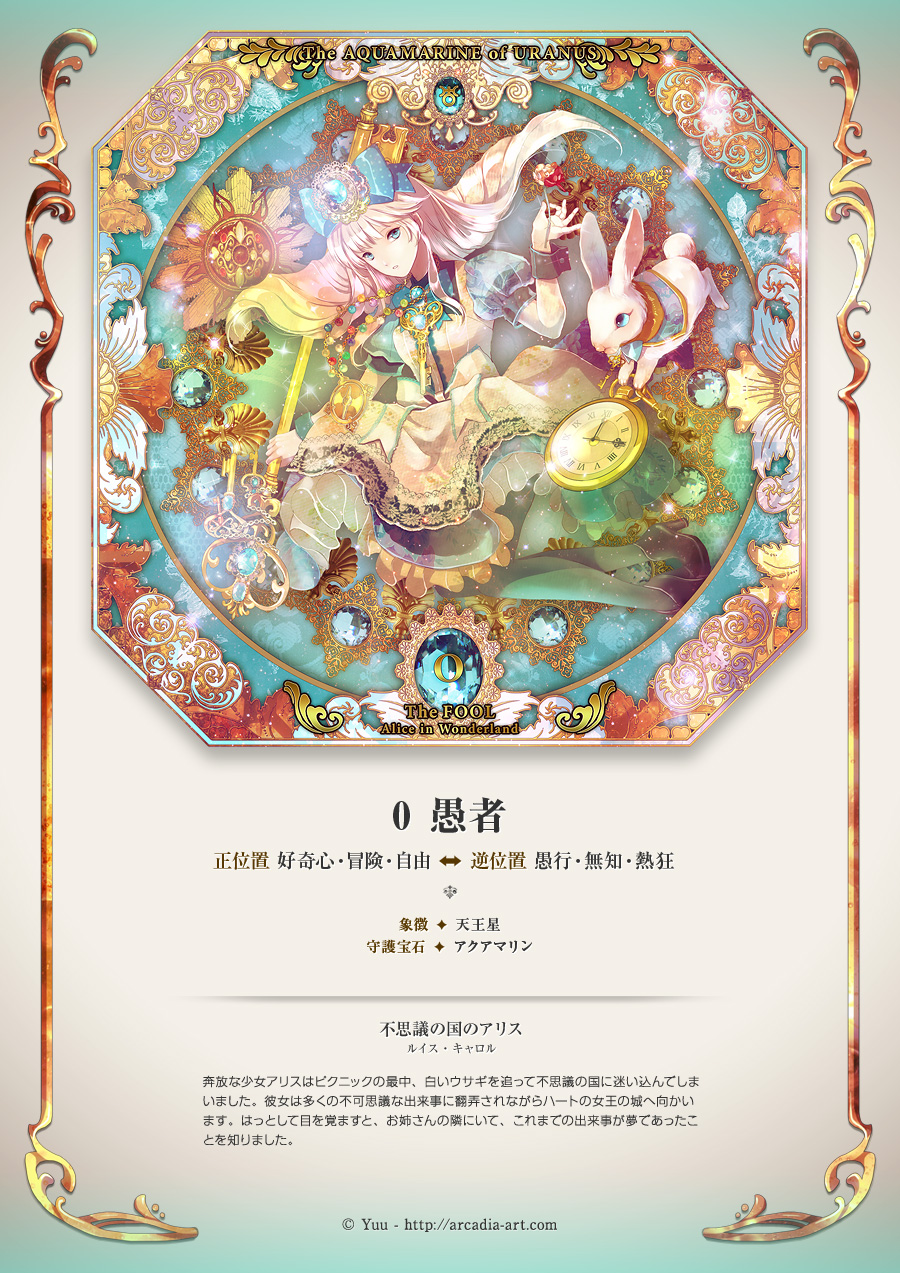 The AQUAMARINE of URANUS
0
The FOOL
Alice in Wonderland
0 愚者
正位置 好奇心・冒険・自由 ⬌ 逆位置 愚行・無知・熱狂
象徴 ✦ 天王星
守護宝石 ✦ アクアマリン
不思議の国のアリス
ルイス・キャロル
奔放な少女アリスはピクニックの最中、白いウサギを追って不思議の国に迷い込んでしま
いました。彼女は多くの不可思議な出来事に翻弄されながらハートの女王の城へ向かい
ます。はっとして目を覚ますと、お姉さんの隣にいて、これまでの出来事が夢であったこ
とを知りました。
© Yuu - http://arcadia-art.com